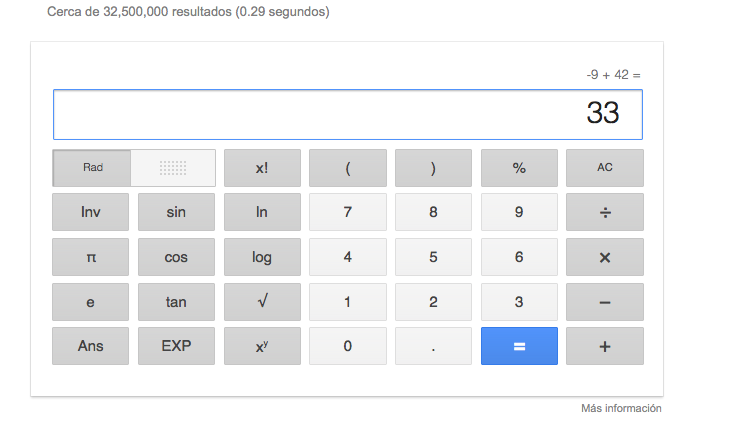 Cerca de 32,500,000 resultados (0.29 segundos)
-9 + 42 =
33
Rad x! ( ) % AC
Inv sin ln 7 8 9 ÷
π cos log 4 5 6 ×
e tan √ 1 2 3 −
Ans EXP xʸ 0 . = +
Más información